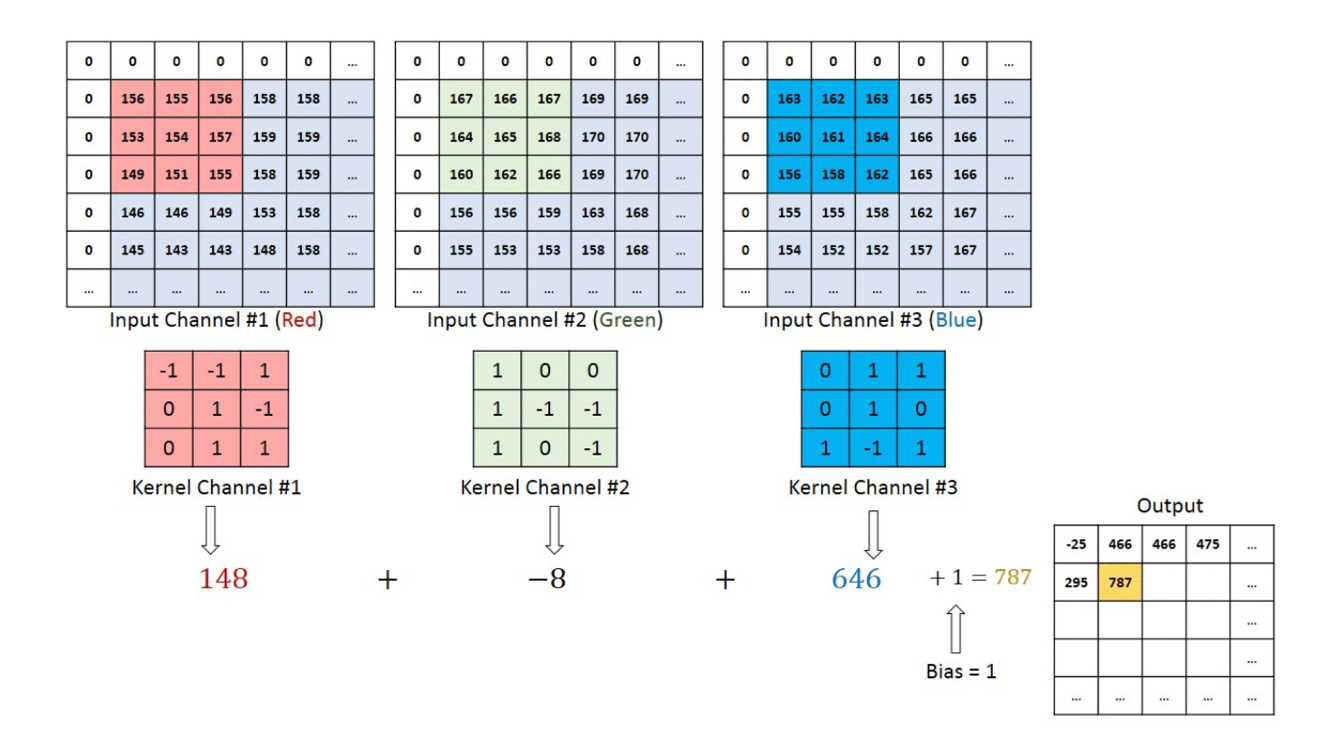 0 0 0 0 0 0 ... 0 0 0 0 0 0 ... 0 0 0 0 0 0 ...
0 156 155 156 158 158 ... 0 167 166 167 169 169 ... 0 163 162 163 165 165 ...
0 153 154 157 159 159 ... 0 164 165 168 170 170 ... 0 160 161 164 166 166 ...
0 149 151 155 158 159 ... 0 160 162 166 169 170 ... 0 156 158 162 165 166 ...
0 146 146 149 153 158 ... 0 156 156 159 163 168 ... 0 155 155 158 162 167 ...
0 145 143 143 148 158 ... 0 155 153 153 158 168 ... 0 154 152 152 157 167 ...
... ... ... ... ... ... ... ... ... ... ... ... ... ... ... ... ... ... ... ... ...
Input Channel #1 (Red) Input Channel #2 (Green) Input Channel #3 (Blue)
-1 -1 1 1 0 0 0 1 1
0 1 -1 1 -1 -1 0 1 0
0 1 1 1 0 -1 1 -1 1
Kernel Channel #1 Kernel Channel #2 Kernel Channel #3
148 + −8 + 646 + 1 = 787
Bias = 1
Output
-25 466 466 475 ...
295 787 ...
...
...
... ... ... ... ...